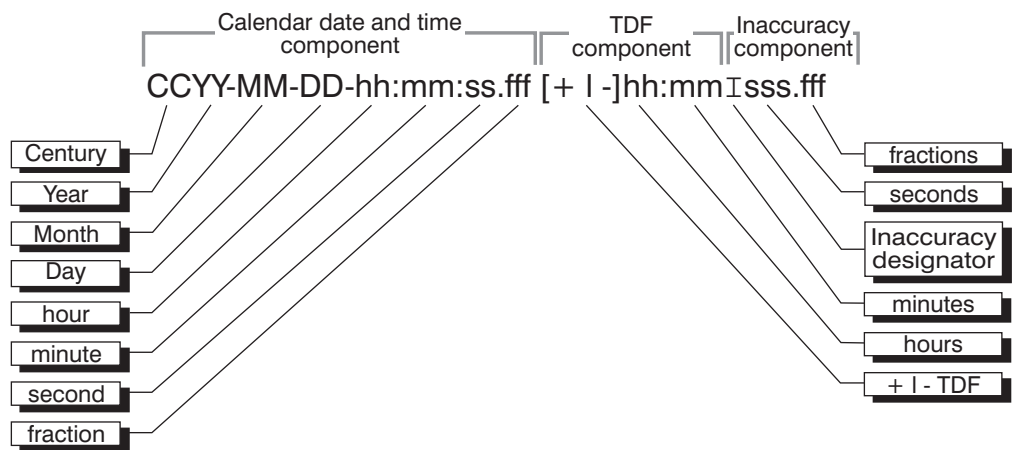 Calendar date and time
component
TDF
component
Inaccuracy
component
CCYY-MM-DD-hh:mm:ss.fff [+ I -]hh:mmIsss.fff
Century
Year
Month
Day
hour
minute
second
fraction
fractions
seconds
Inaccuracy
designator
minutes
hours
+ I - TDF